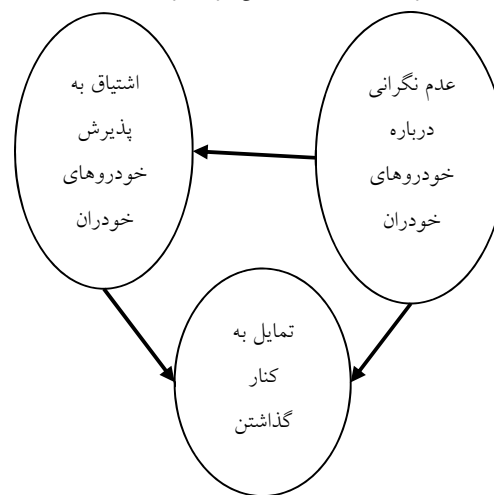 عدم نگرانی
درباره
خودروهای
خودران
اشتیاق به
پذیرش
خودروهای
خودران
تمایل به
کنار
گذاشتن